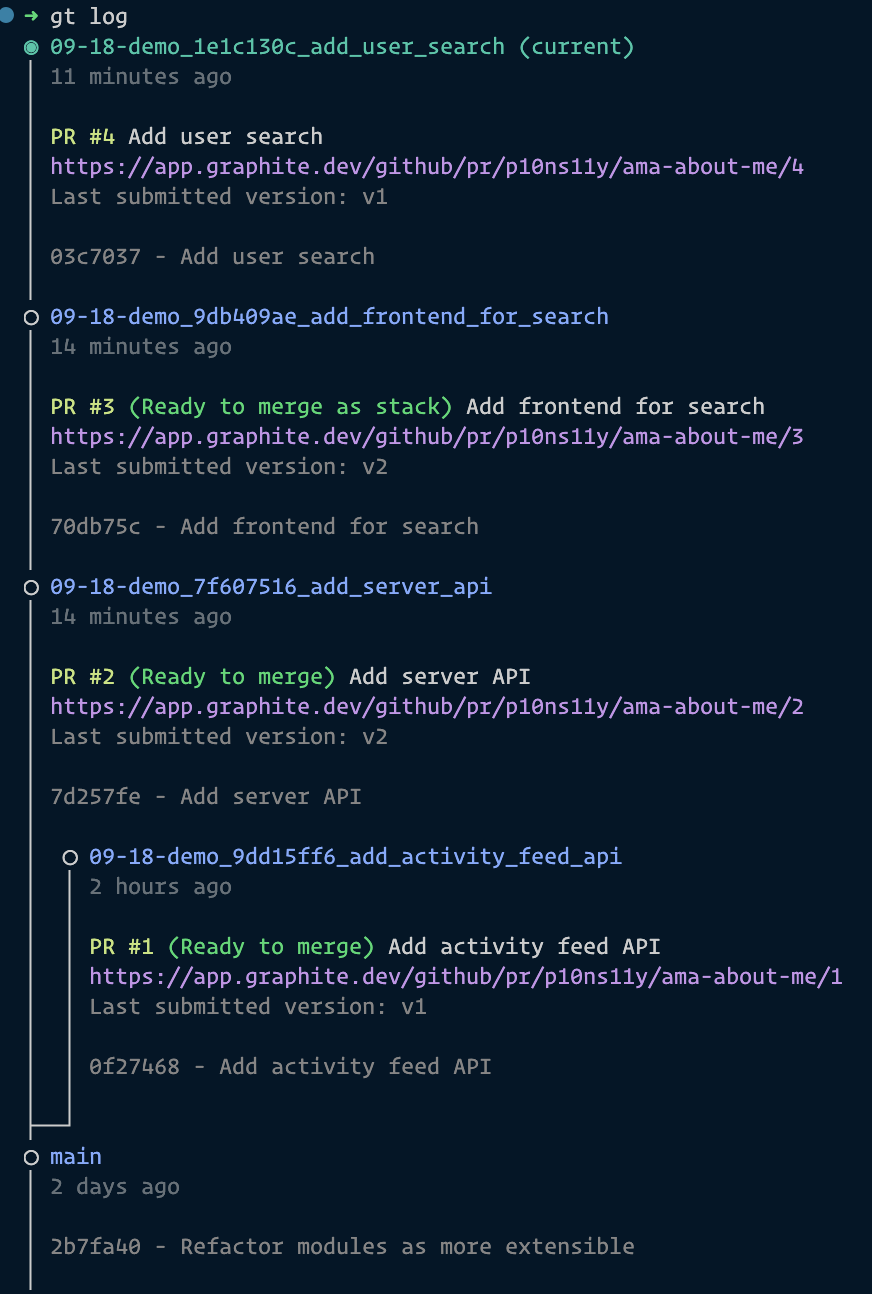 ➜ gt log
◉ 09-18-demo_1e1c130c_add_user_search (current)
11 minutes ago
PR #4 Add user search
https://app.graphite.dev/github/pr/p10ns11y/ama-about-me/4
Last submitted version: v1
03c7037 - Add user search
09-18-demo_9db409ae_add_frontend_for_search
14 minutes ago
PR #3 (Ready to merge as stack) Add frontend for search
https://app.graphite.dev/github/pr/p10ns11y/ama-about-me/3
Last submitted version: v2
70db75c - Add frontend for search
09-18-demo_7f607516_add_server_api
14 minutes ago
PR #2 (Ready to merge) Add server API
https://app.graphite.dev/github/pr/p10ns11y/ama-about-me/2
Last submitted version: v2
7d257fe - Add server API
09-18-demo_9dd15ff6_add_activity_feed_api
2 hours ago
PR #1 (Ready to merge) Add activity feed API
https://app.graphite.dev/github/pr/p10ns11y/ama-about-me/1
Last submitted version: v1
0f27468 - Add activity feed API
main
2 days ago
2b7fa40 - Refactor modules as more extensible